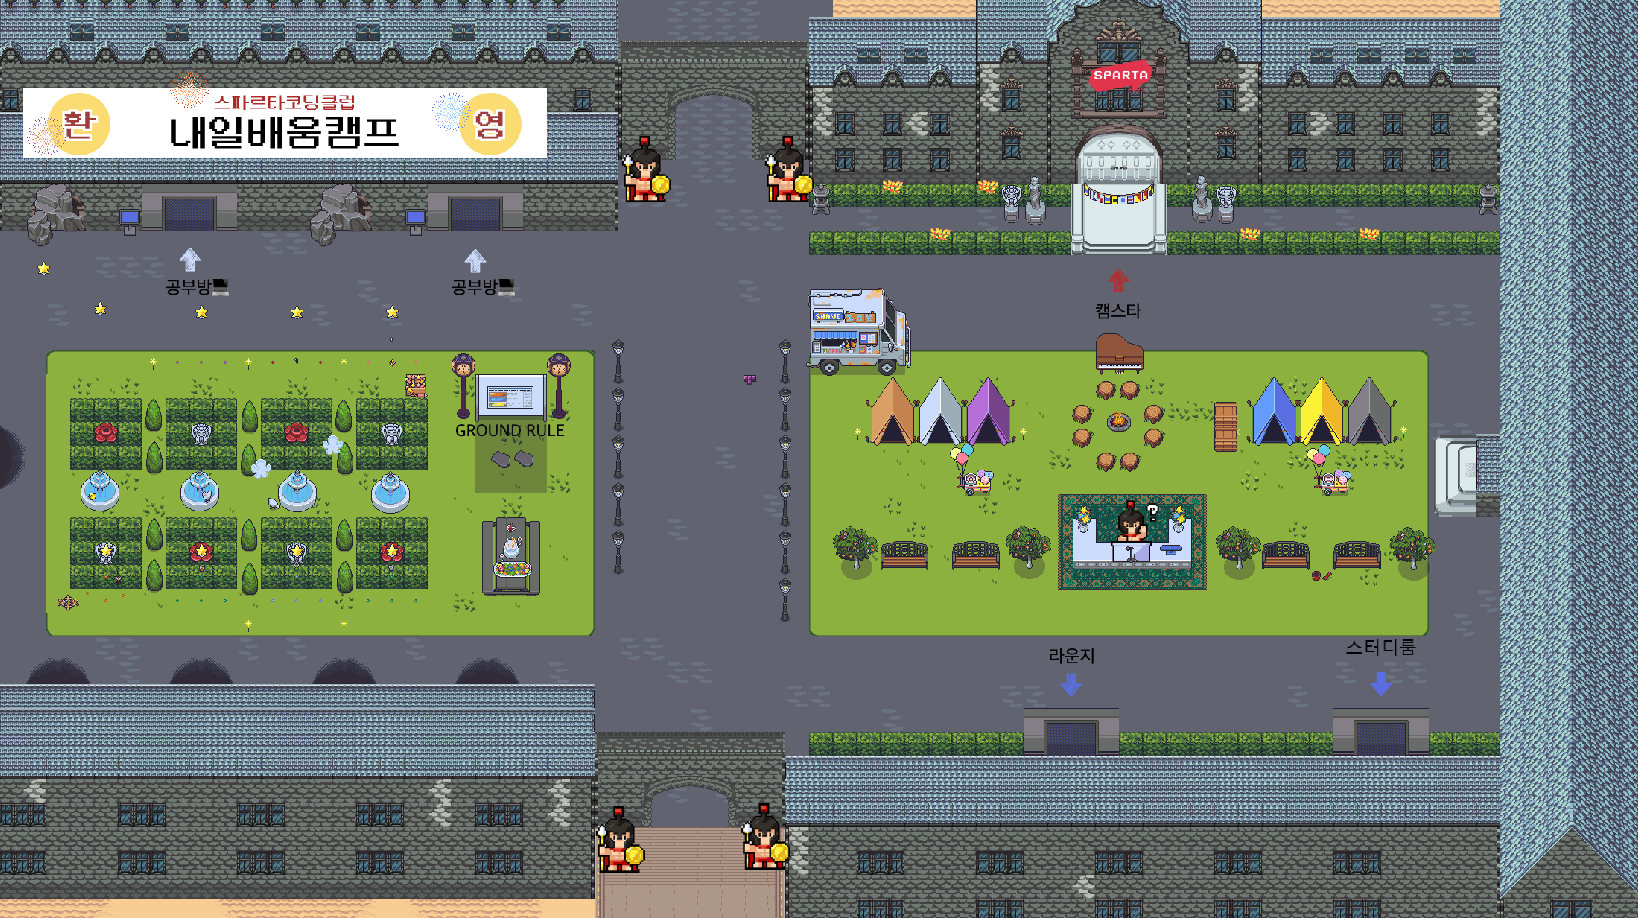 환
스파르타코딩클럽
내일배움캠프
영
SPARTA
공부방
공부방
캠스타
SHAVE
GROUND RULE
?
라운지
스터디룸